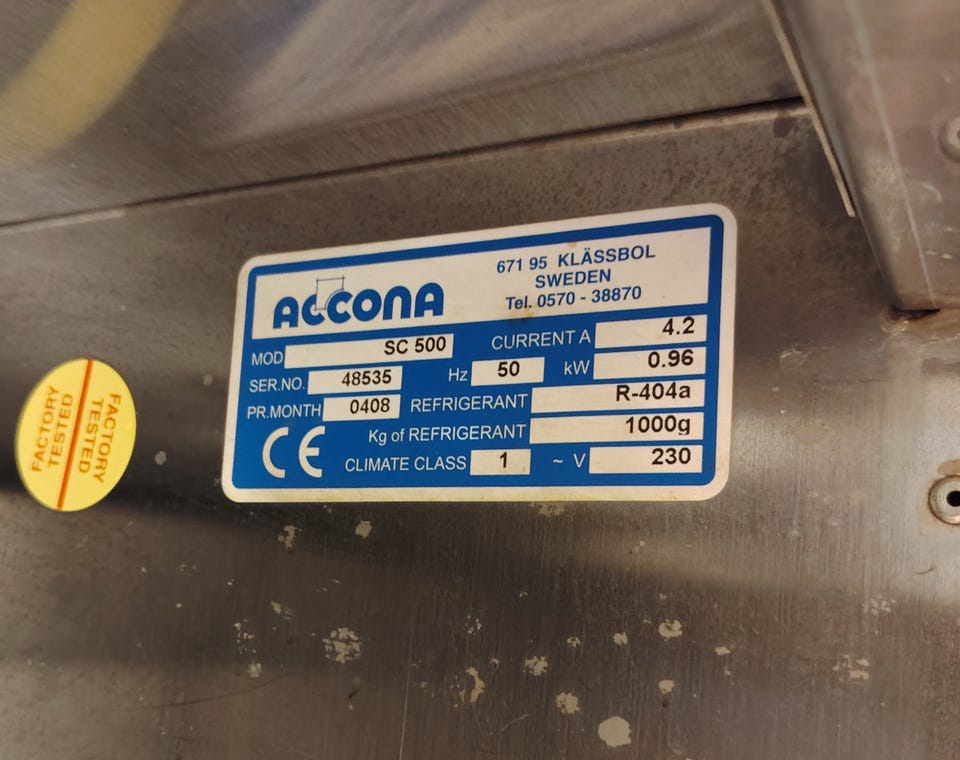 ACCONA
671 95 KLÄSSBOL
SWEDEN
Tel. 0570 - 38870
MOD SC 500 CURRENT A 4.2
SER.NO. 48535 Hz 50 kW 0.96
PR.MONTH 0408 REFRIGERANT R-404a
CE Kg of REFRIGERANT 1000g
CLIMATE CLASS 1 ~ V 230
FACTORY
TESTED
FACTORY
TESTED